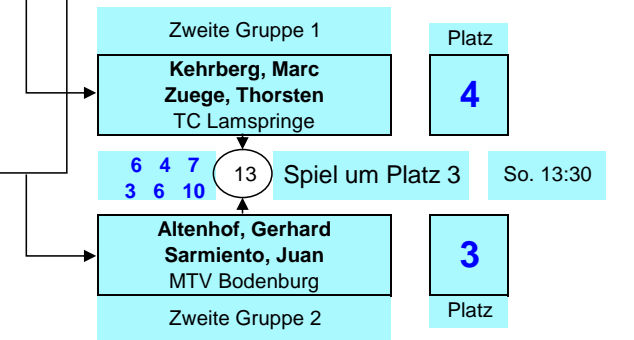 Zweite Gruppe 1
Platz
Kehrberg, Marc
Zuege, Thorsten
TC Lamspringe
4
6 4 7
3 6 10
13
Spiel um Platz 3
So. 13:30
Altenhof, Gerhard
Sarmiento, Juan
MTV Bodenburg
3
Zweite Gruppe 2
Platz